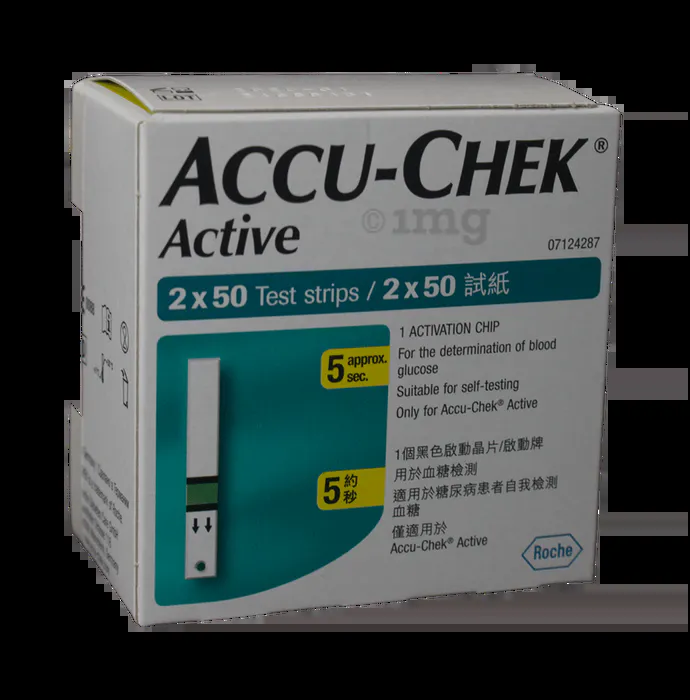 LOT
ACCU-CHEK®
Active
© 1mg
07124287
2 x 50 Test strips / 2 x 50 試紙
5 approx.
sec.
1 ACTIVATION CHIP
For the determination of blood
glucose
Suitable for self-testing
Only for Accu-Chek® Active
5 約
秒
1個黑色啟動晶片/啟動牌
用於血糖檢測
適用於糖尿病患者自我檢測
血糖
僅適用於
Accu-Chek® Active
Roche